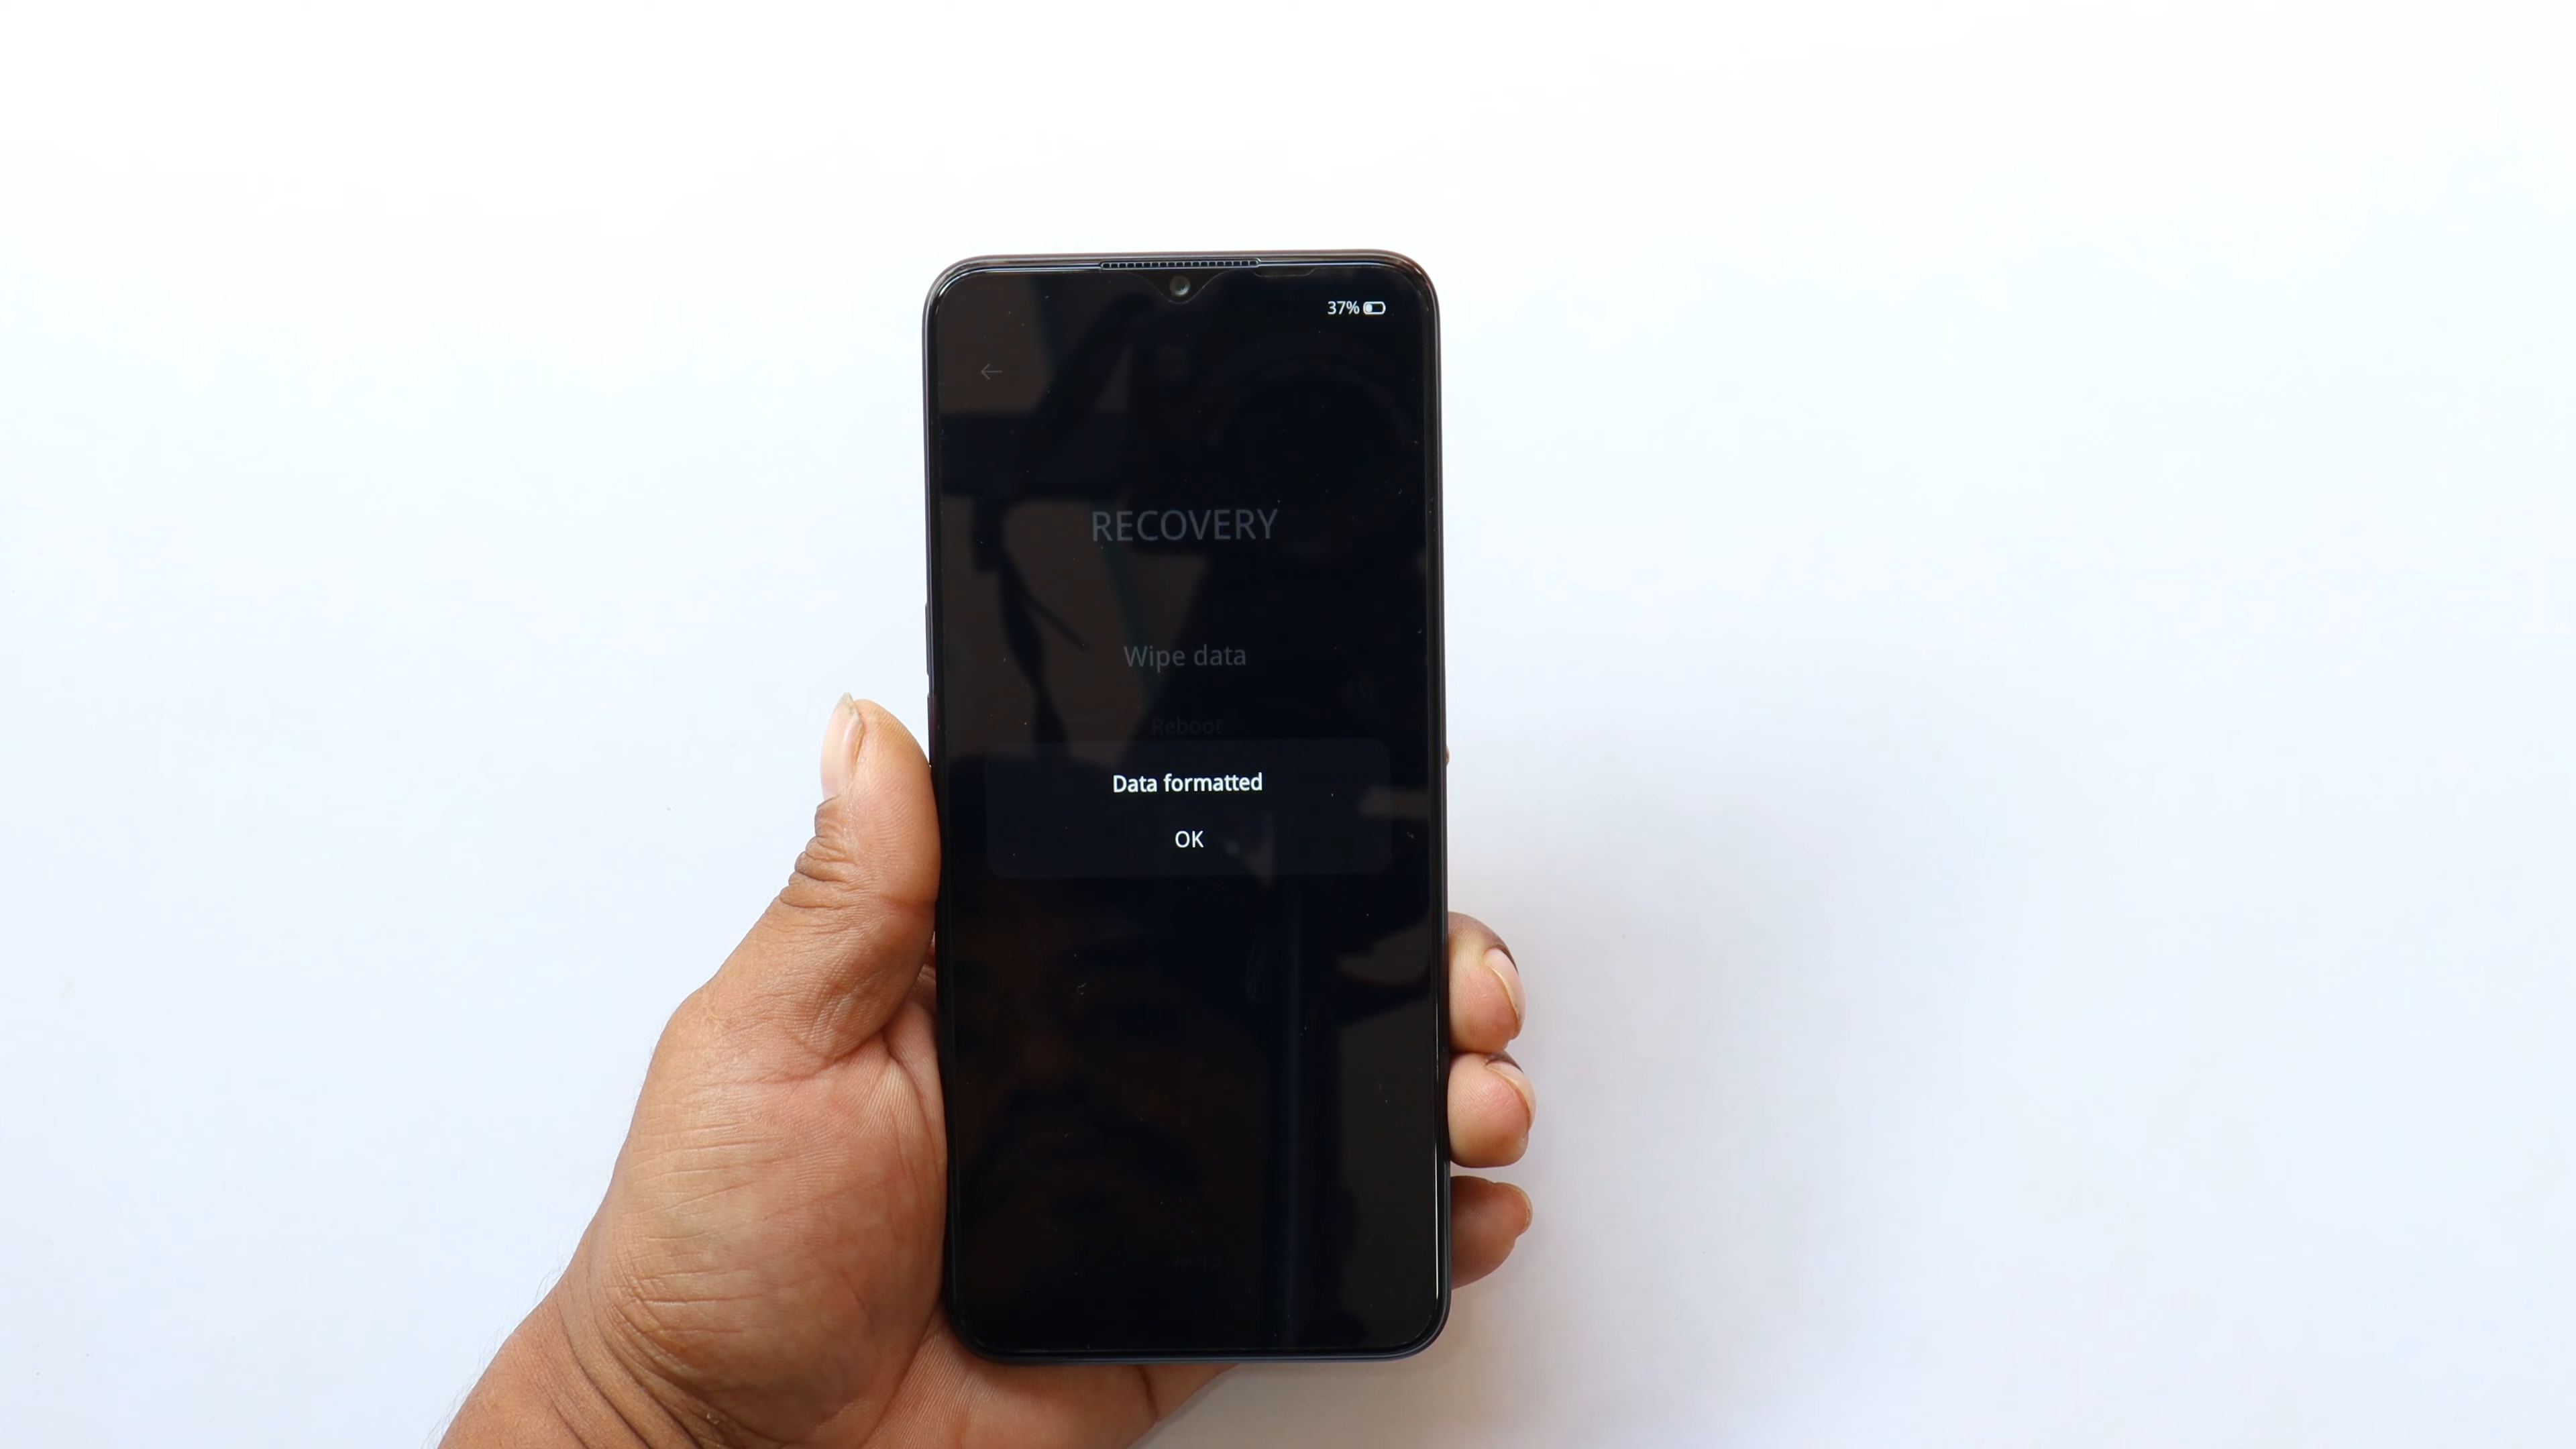 37%
RECOVERY
Wipe data
Reboot
Data formatted
OK